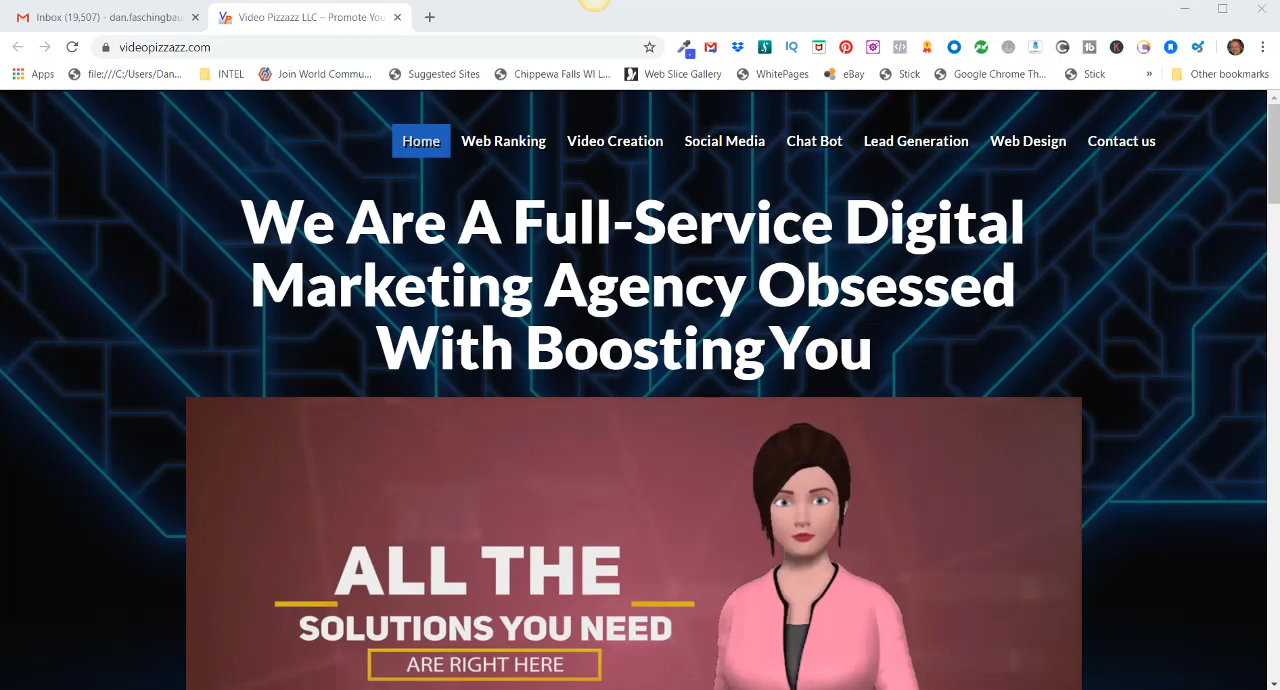 Inbox (19,507) - dan.faschingbau
Video Pizzazz LLC – Promote You
videopizzazz.com
Apps
file:///C:/Users/Dan...
INTEL
Join World Commu...
Suggested Sites
Chippewa Falls WI L...
Web Slice Gallery
WhitePages
eBay
Stick
Google Chrome Th...
Stick
»
Other bookmarks
Home Web Ranking Video Creation Social Media Chat Bot Lead Generation Web Design Contact us
We Are A Full-Service Digital
Marketing Agency Obsessed
With Boosting You
ALL THE
SOLUTIONS YOU NEED
ARE RIGHT HERE